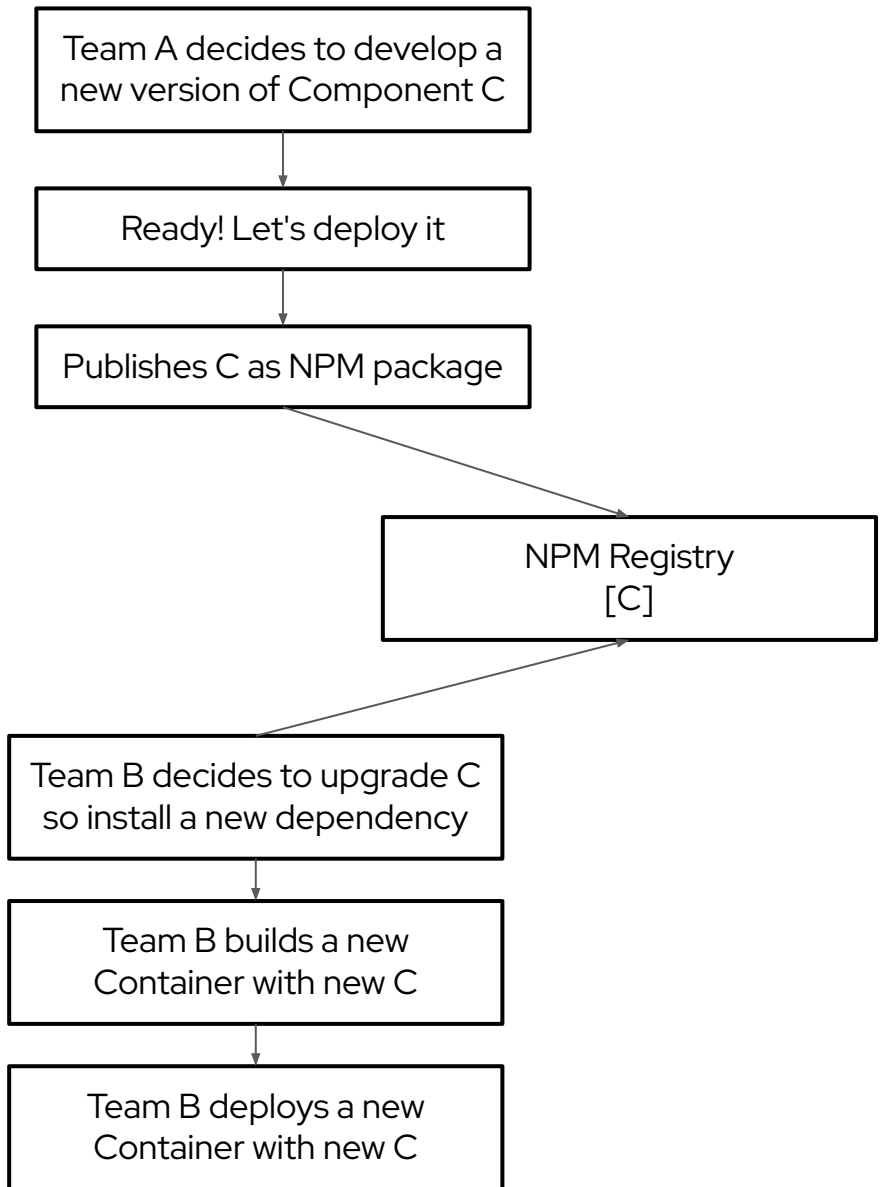 Team A decides to develop a
new version of Component C
Ready! Let's deploy it
Publishes C as NPM package
NPM Registry
[C]
Team B decides to upgrade C
so install a new dependency
Team B builds a new
Container with new C
Team B deploys a new
Container with new C